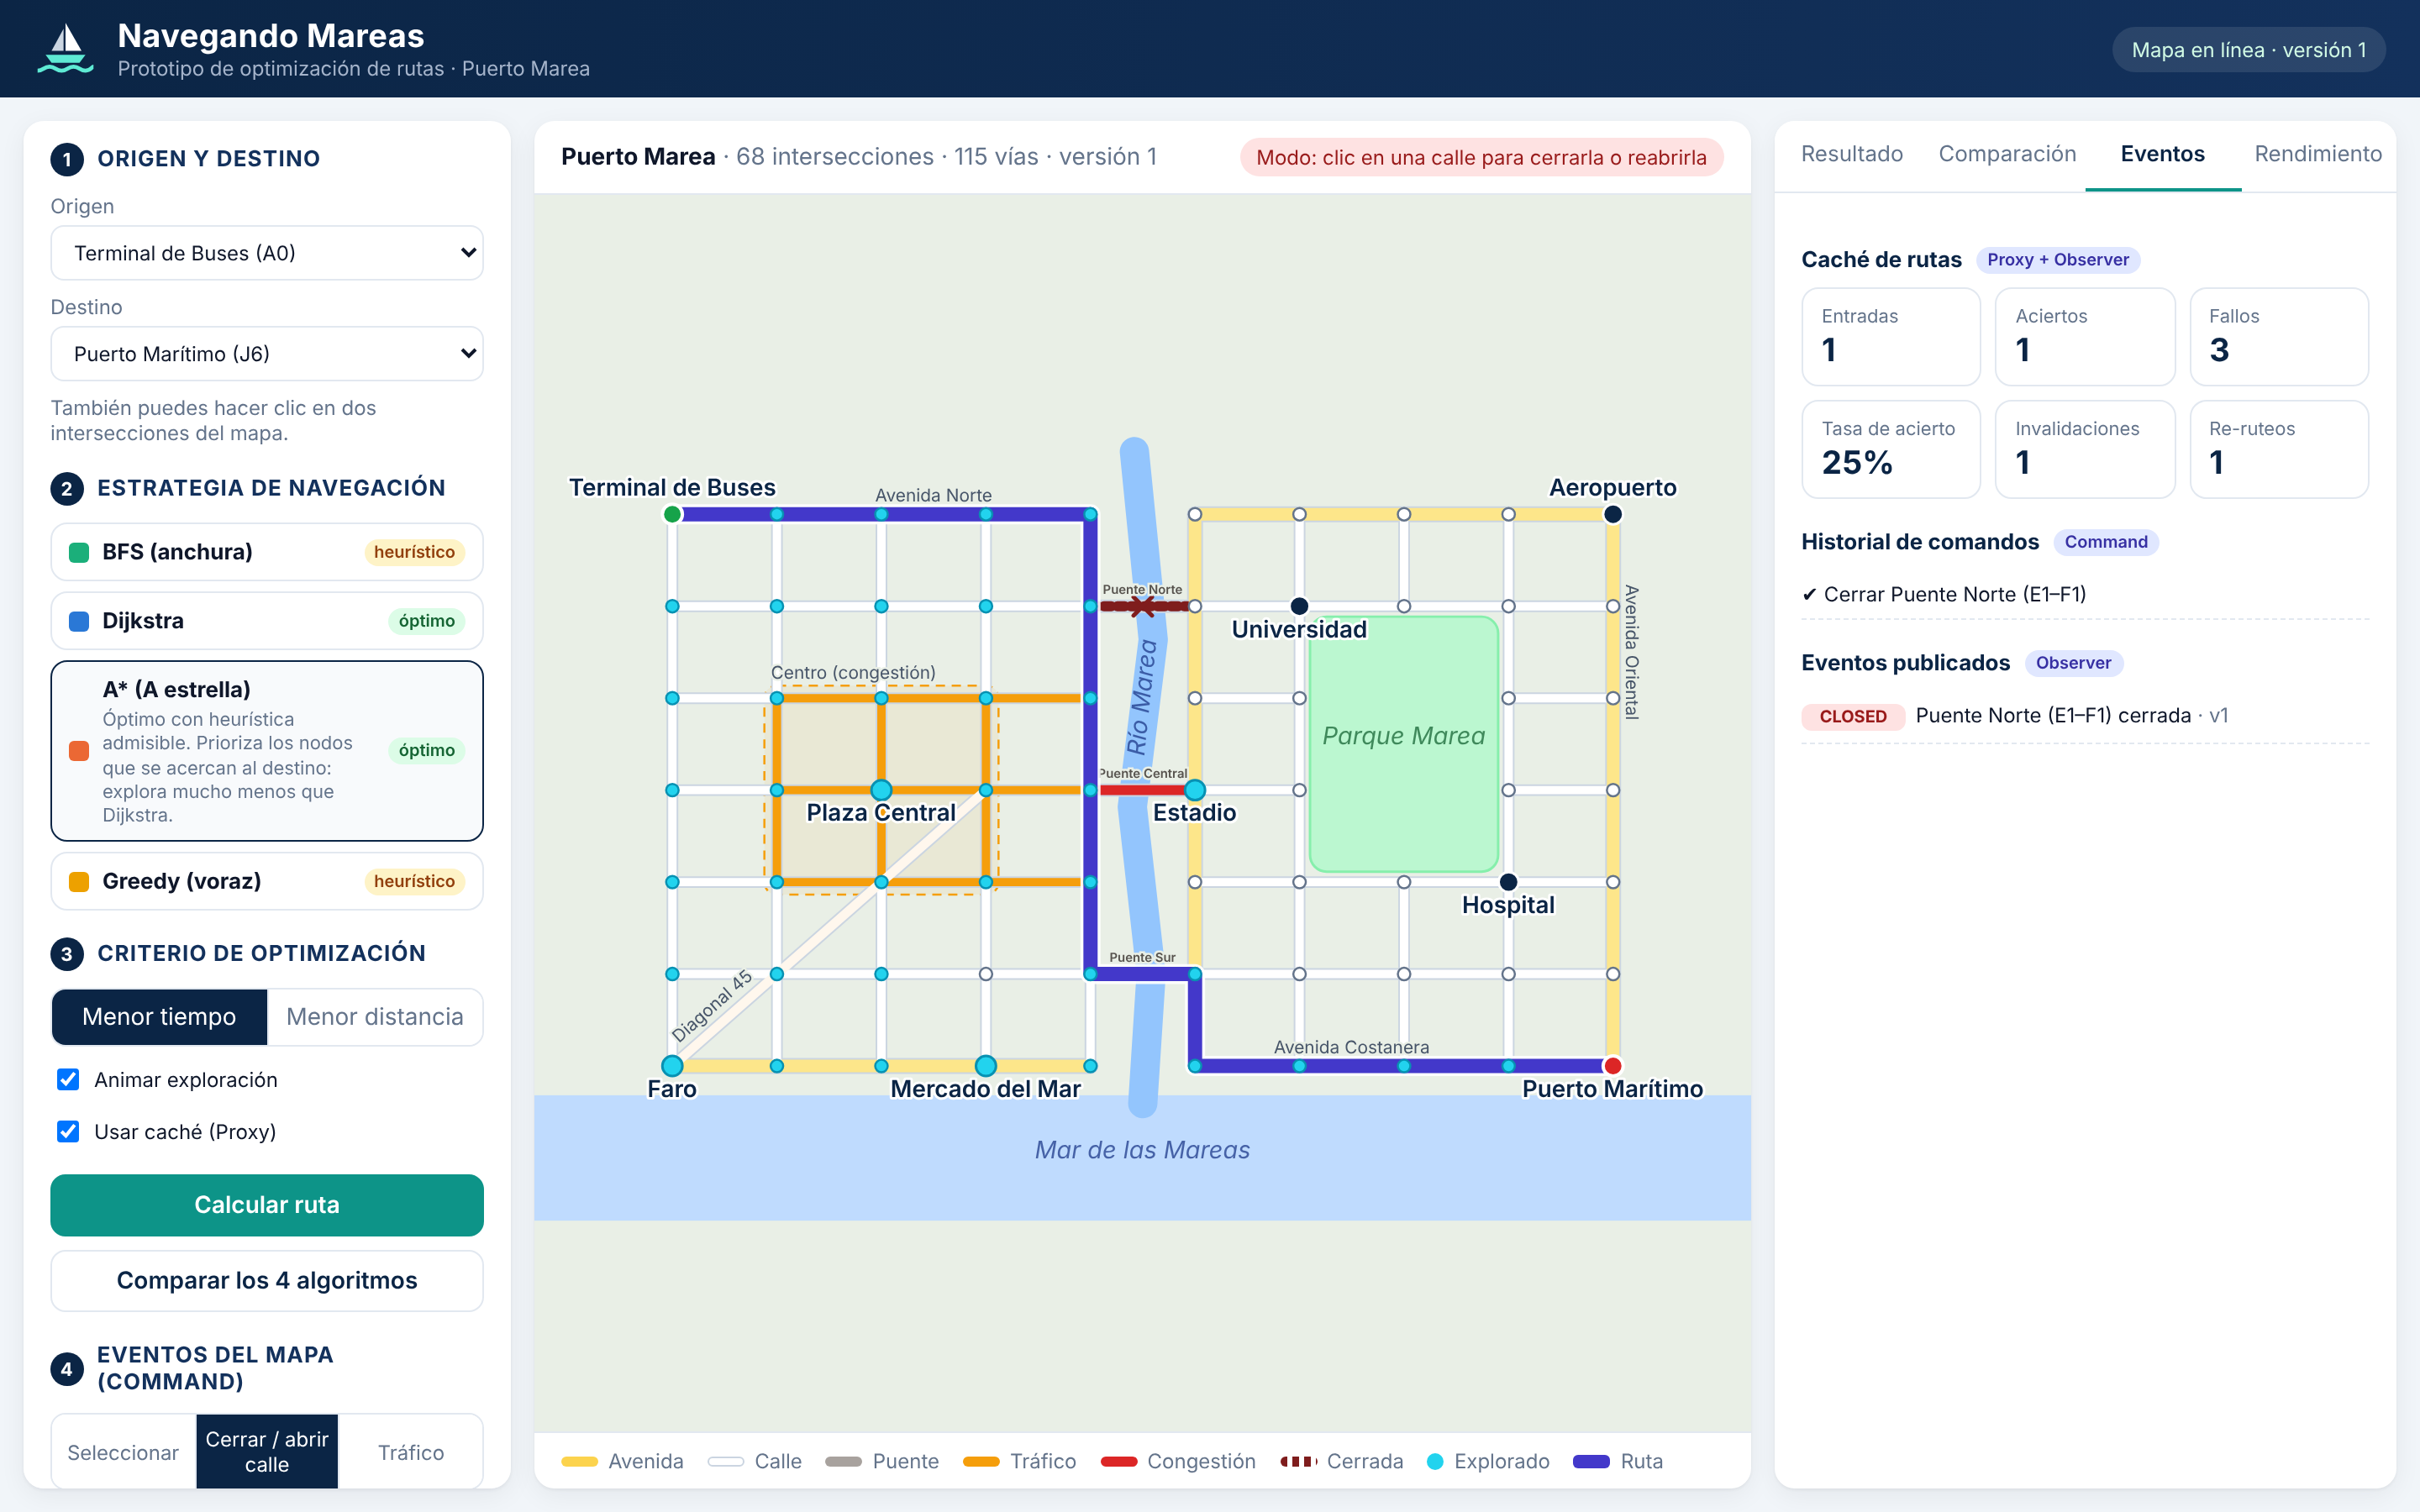 Navegando Mareas
Prototipo de optimización de rutas · Puerto Marea
Mapa en línea · versión 1
1 ORIGEN Y DESTINO
Origen
Terminal de Buses (A0)
Destino
Puerto Marítimo (J6)
También puedes hacer clic en dos
intersecciones del mapa.
2 ESTRATEGIA DE NAVEGACIÓN
BFS (anchura) heurístico
Dijkstra óptimo
A* (A estrella)
Óptimo con heurística
admisible. Prioriza los nodos
que se acercan al destino:
explora mucho menos que
Dijkstra.
óptimo
Greedy (voraz) heurístico
3 CRITERIO DE OPTIMIZACIÓN
Menor tiempo Menor distancia
Animar exploración
Usar caché (Proxy)
Calcular ruta
Comparar los 4 algoritmos
4 EVENTOS DEL MAPA
(COMMAND)
Seleccionar
Cerrar / abrir
calle
Tráfico
Puerto Marea · 68 intersecciones · 115 vías · versión 1
Modo: clic en una calle para cerrarla o reabrirla
Terminal de Buses
Avenida Norte
Aeropuerto
Puente Norte
Universidad
Avenida Oriental
Centro (congestión)
Río Marea
Parque Marea
Puente Central
Plaza Central
Estadio
Hospital
Puente Sur
Diagonal 45
Avenida Costanera
Faro
Mercado del Mar
Puerto Marítimo
Mar de las Mareas
Avenida Calle Puente Tráfico Congestión Cerrada Explorado Ruta
Resultado Comparación Eventos Rendimiento
Caché de rutas Proxy + Observer
Entradas
1
Aciertos
1
Fallos
3
Tasa de acierto
25%
Invalidaciones
1
Re-ruteos
1
Historial de comandos Command
✔ Cerrar Puente Norte (E1–F1)
Eventos publicados Observer
CLOSED Puente Norte (E1–F1) cerrada · v1